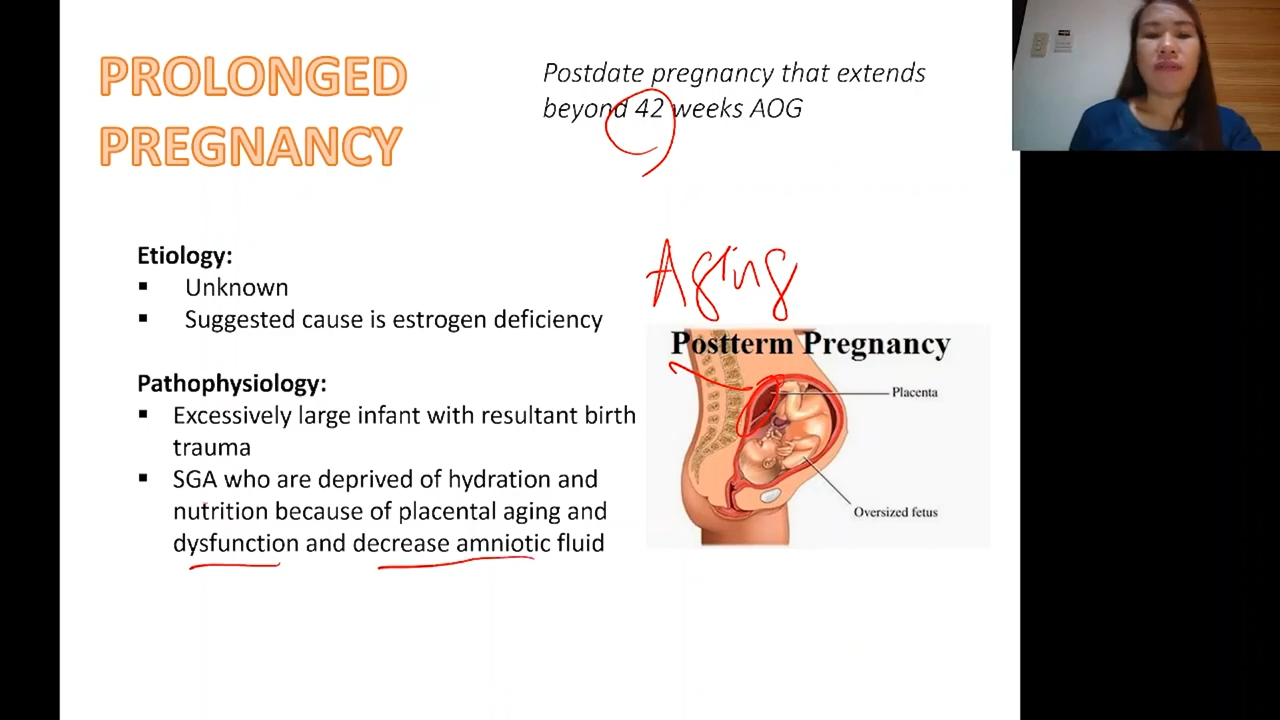 PROLONGED
PREGNANCY
Postdate pregnancy that extends
beyond 42 weeks AOG
Etiology:
▪ Unknown
▪ Suggested cause is estrogen deficiency
Aging
Pathophysiology:
▪ Excessively large infant with resultant birth
trauma
▪ SGA who are deprived of hydration and
nutrition because of placental aging and
dysfunction and decrease amniotic fluid
Postterm Pregnancy
Placenta
Oversized fetus